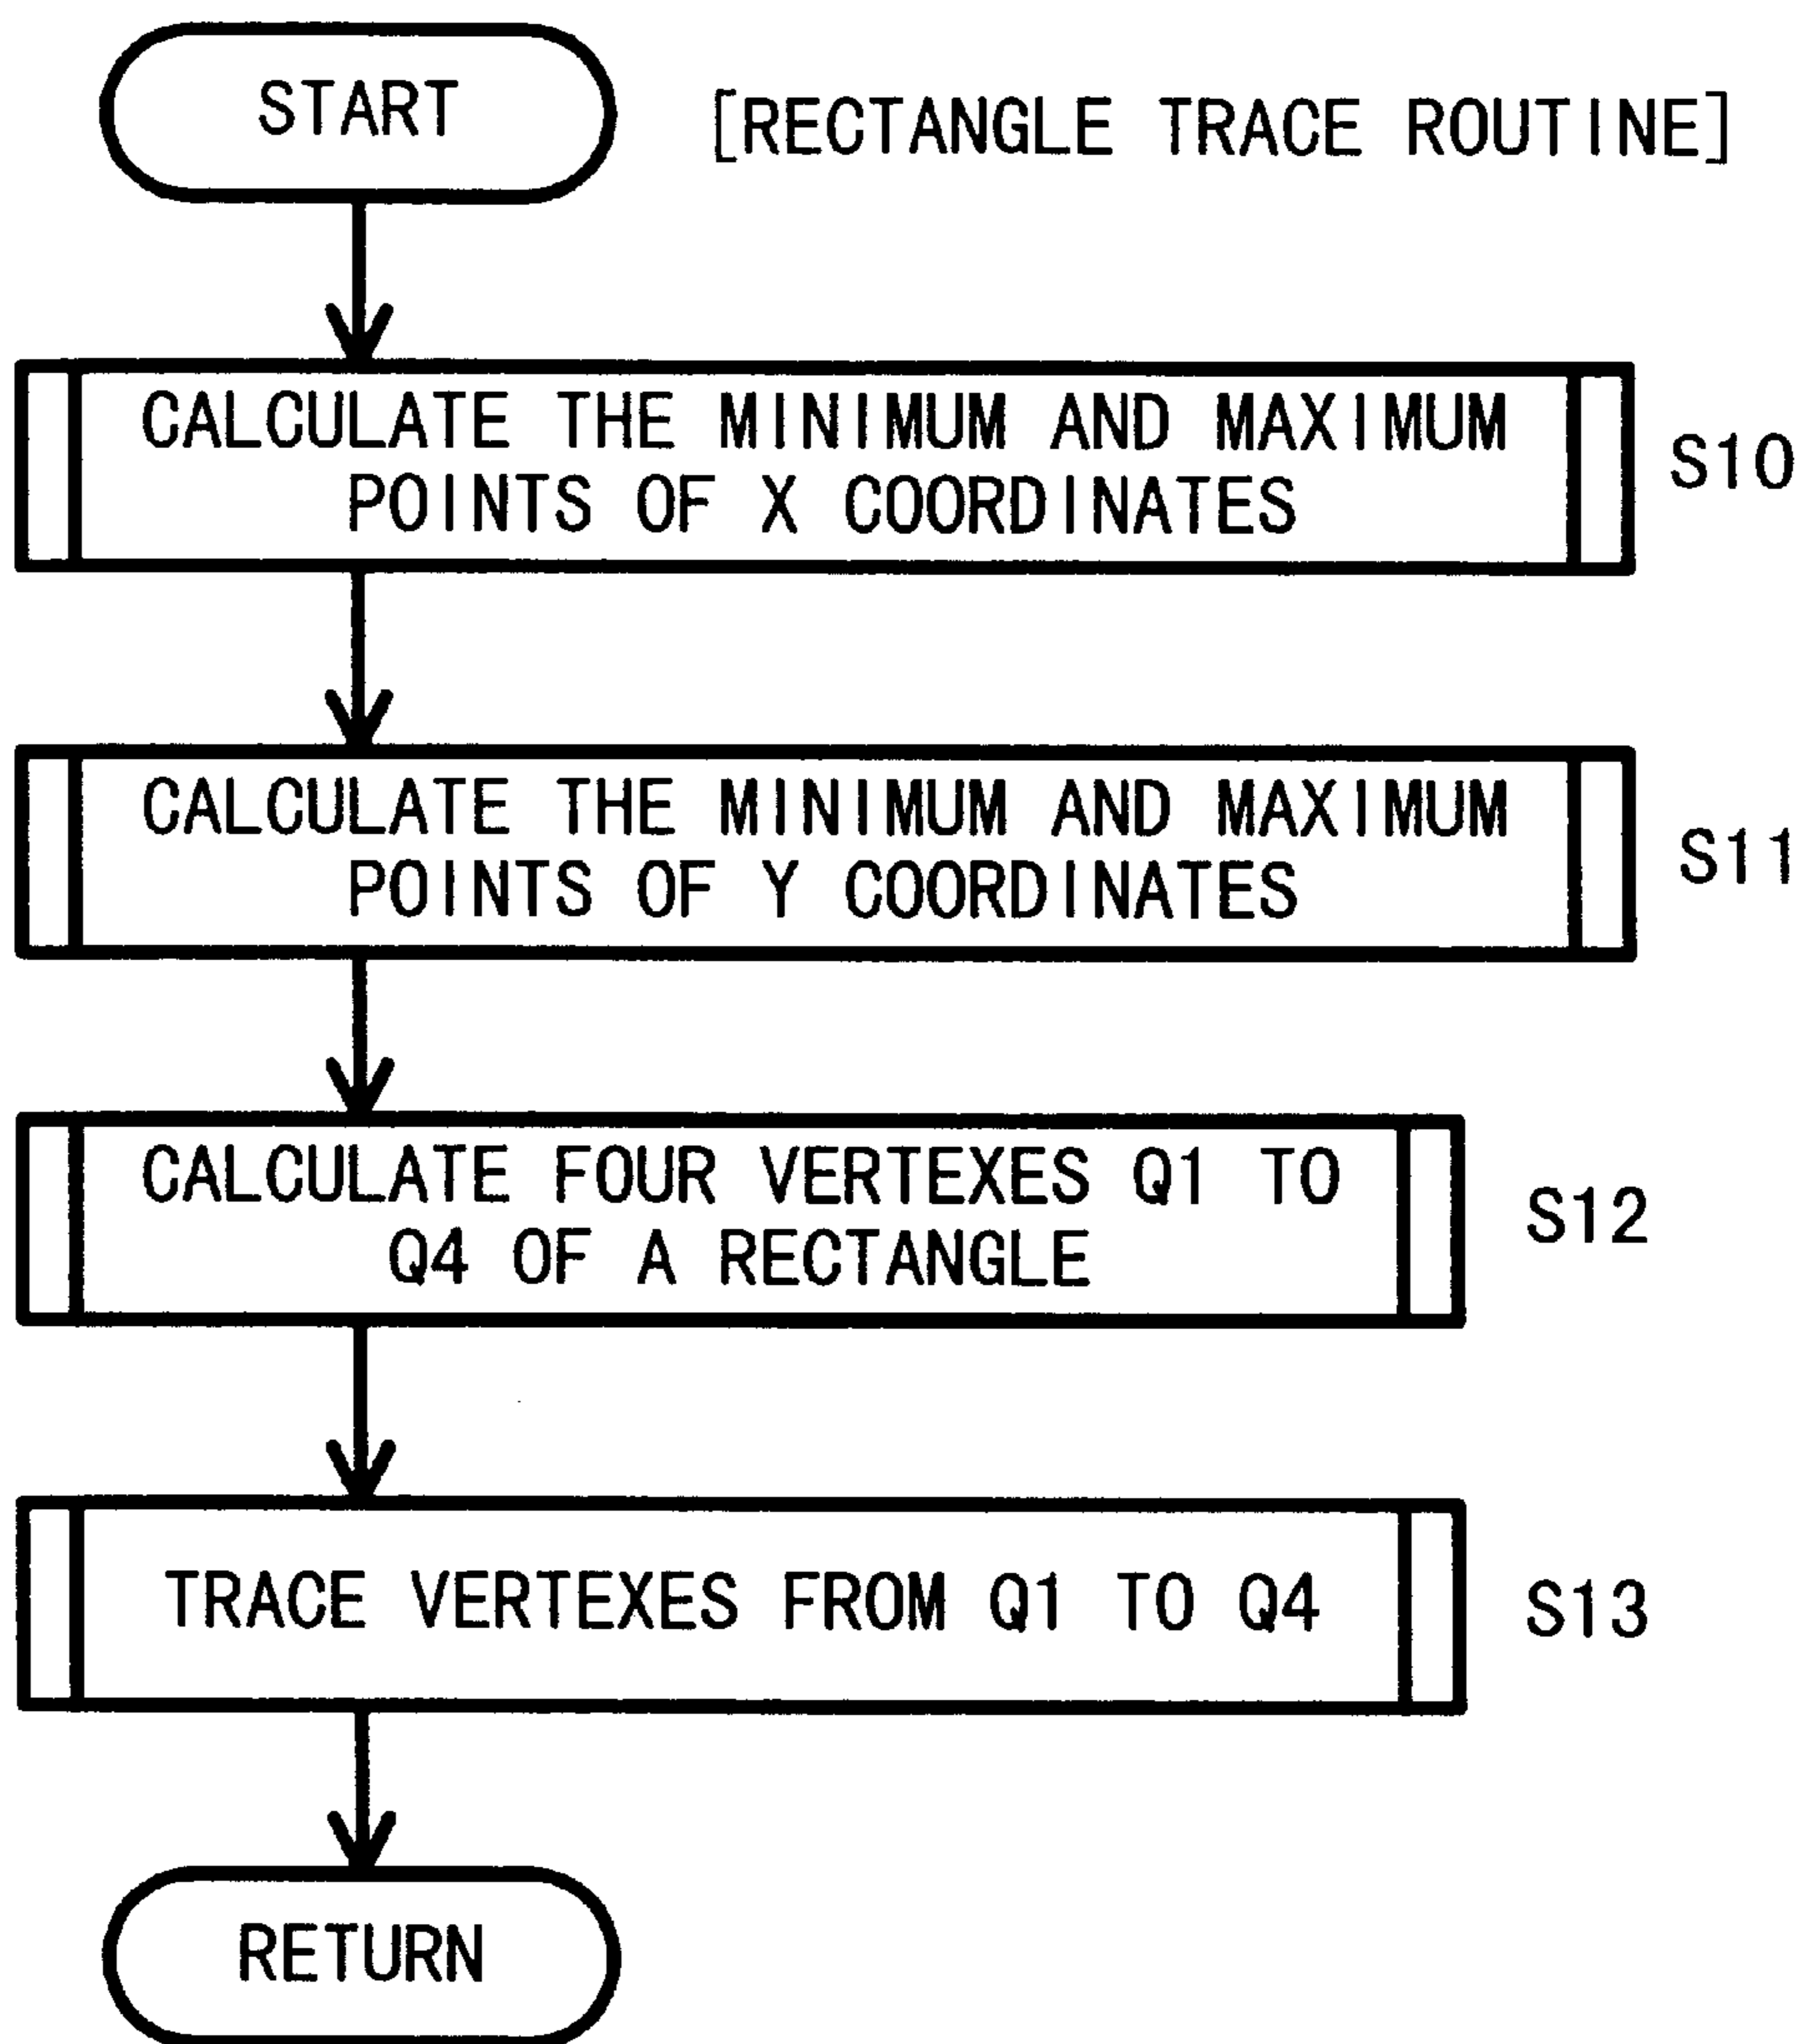 START
[RECTANGLE TRACE ROUTINE]
CALCULATE THE MINIMUM AND MAXIMUM
POINTS OF X COORDINATES
S10
CALCULATE THE MINIMUM AND MAXIMUM
POINTS OF Y COORDINATES
S11
CALCULATE FOUR VERTEXES Q1 TO
Q4 OF A RECTANGLE
S12
TRACE VERTEXES FROM Q1 TO Q4
S13
RETURN